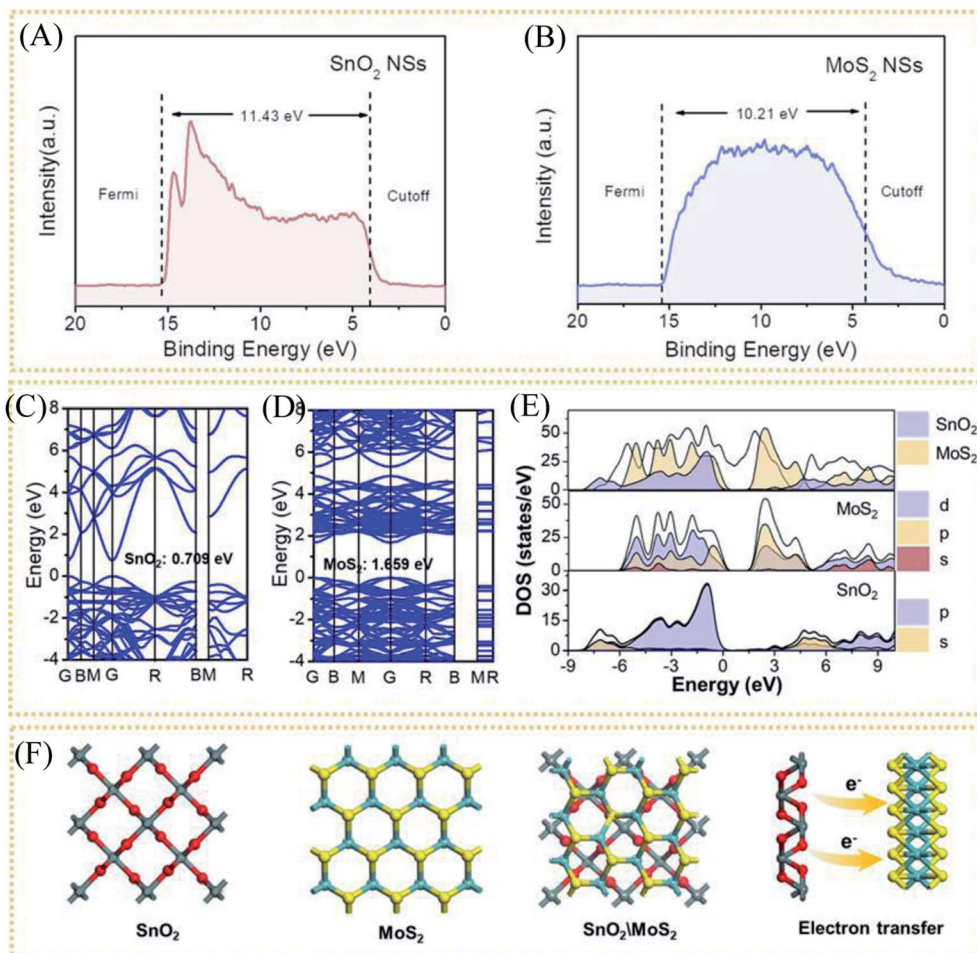 (A)
SnO₂ NSs
11.43 eV
Fermi
Cutoff
Intensity(a.u.)
20 15 10 5 0
Binding Energy (eV)
(B)
MoS₂ NSs
10.21 eV
Fermi
Cutoff
Intensity (a.u.)
20 15 10 5 0
Binding Energy (eV)
(C)
8
6
4
2
0
-2
-4
Energy (eV)
SnO₂: 0.709 eV
G B M G R B M R
(D)
8
6
4
2
0
-2
-4
Energy (eV)
MoS₂: 1.659 eV
G B M G R B M R
(E)
DOS (states/eV)
50
25
0
SnO₂
MoS₂
50
25
0
MoS₂
d
p
s
30
15
0
SnO₂
p
s
-9 -6 -3 0 3 6 9
Energy (eV)
(F)
SnO₂
MoS₂
SnO₂\MoS₂
e⁻
e⁻
Electron transfer